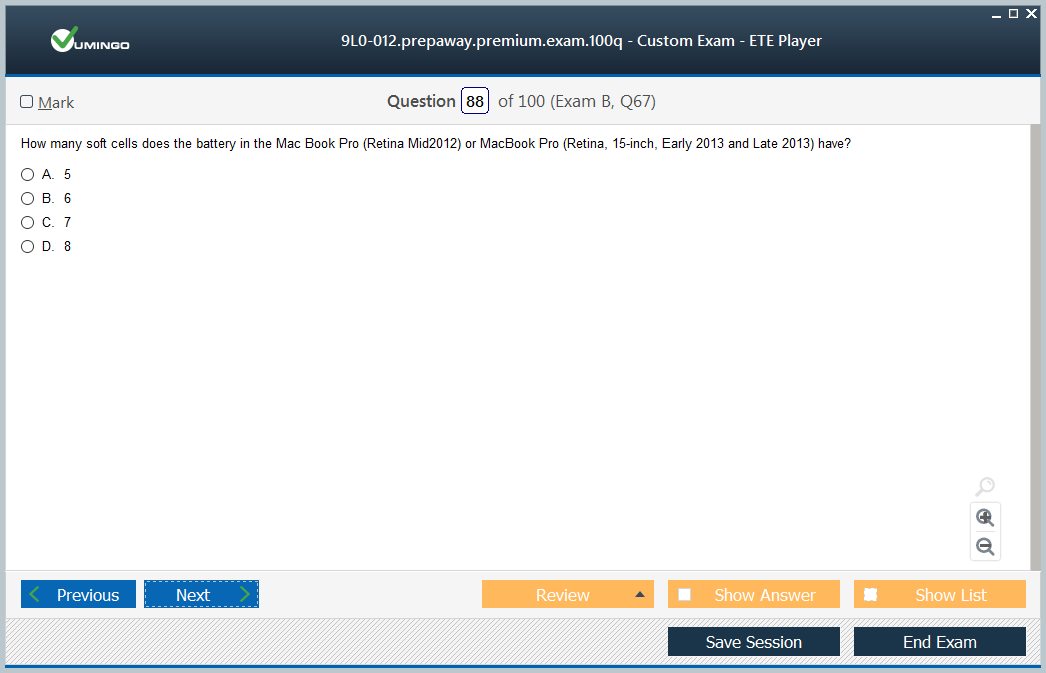 VUMINGO
9L0-012.prepaway.premium.exam.100q - Custom Exam - ETE Player
Mark
Question 88 of 100 (Exam B, Q67)
How many soft cells does the battery in the Mac Book Pro (Retina Mid2012) or MacBook Pro (Retina, 15-inch, Early 2013 and Late 2013) have?
A. 5
B. 6
C. 7
D. 8
Previous
Next
Review
Show Answer
Show List
Save Session
End Exam